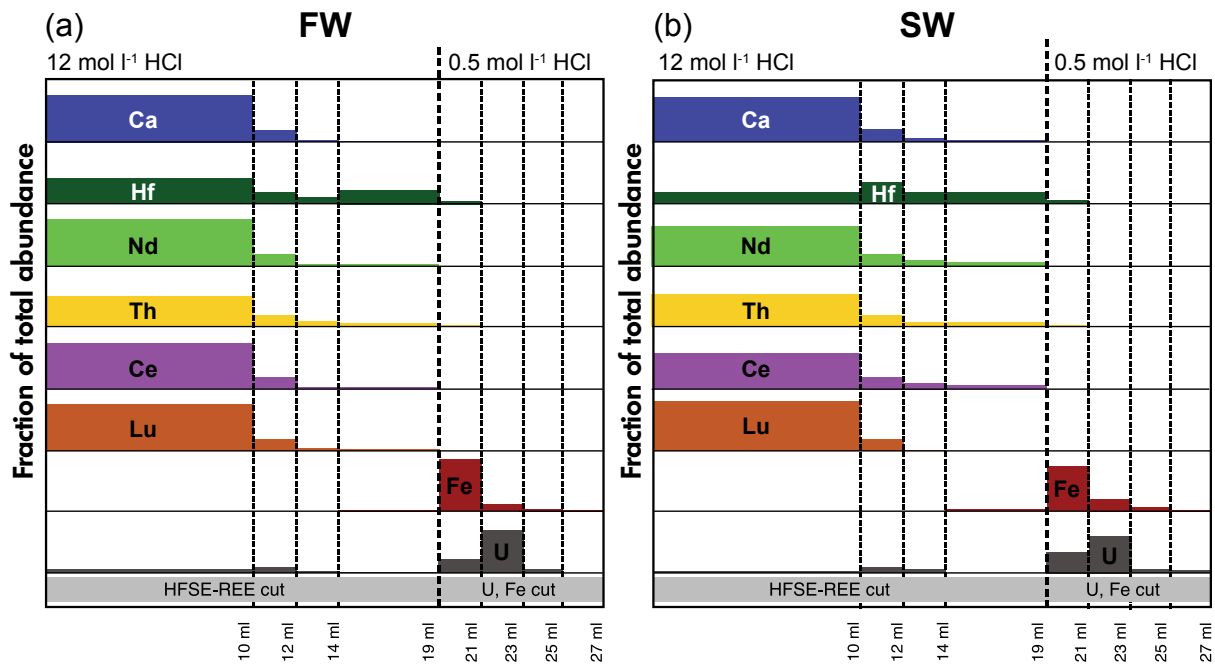 (a) FW
12 mol l⁻¹ HCl 0.5 mol l⁻¹ HCl
Fraction of total abundance
Ca
Hf
Nd
Th
Ce
Lu
Fe
U
HFSE-REE cut U, Fe cut
10 ml 12 ml 14 ml 19 ml 21 ml 23 ml 25 ml 27 ml
(b) SW
12 mol l⁻¹ HCl 0.5 mol l⁻¹ HCl
Fraction of total abundance
Ca
Hf
Nd
Th
Ce
Lu
Fe
U
HFSE-REE cut U, Fe cut
10 ml 12 ml 14 ml 19 ml 21 ml 23 ml 25 ml 27 ml